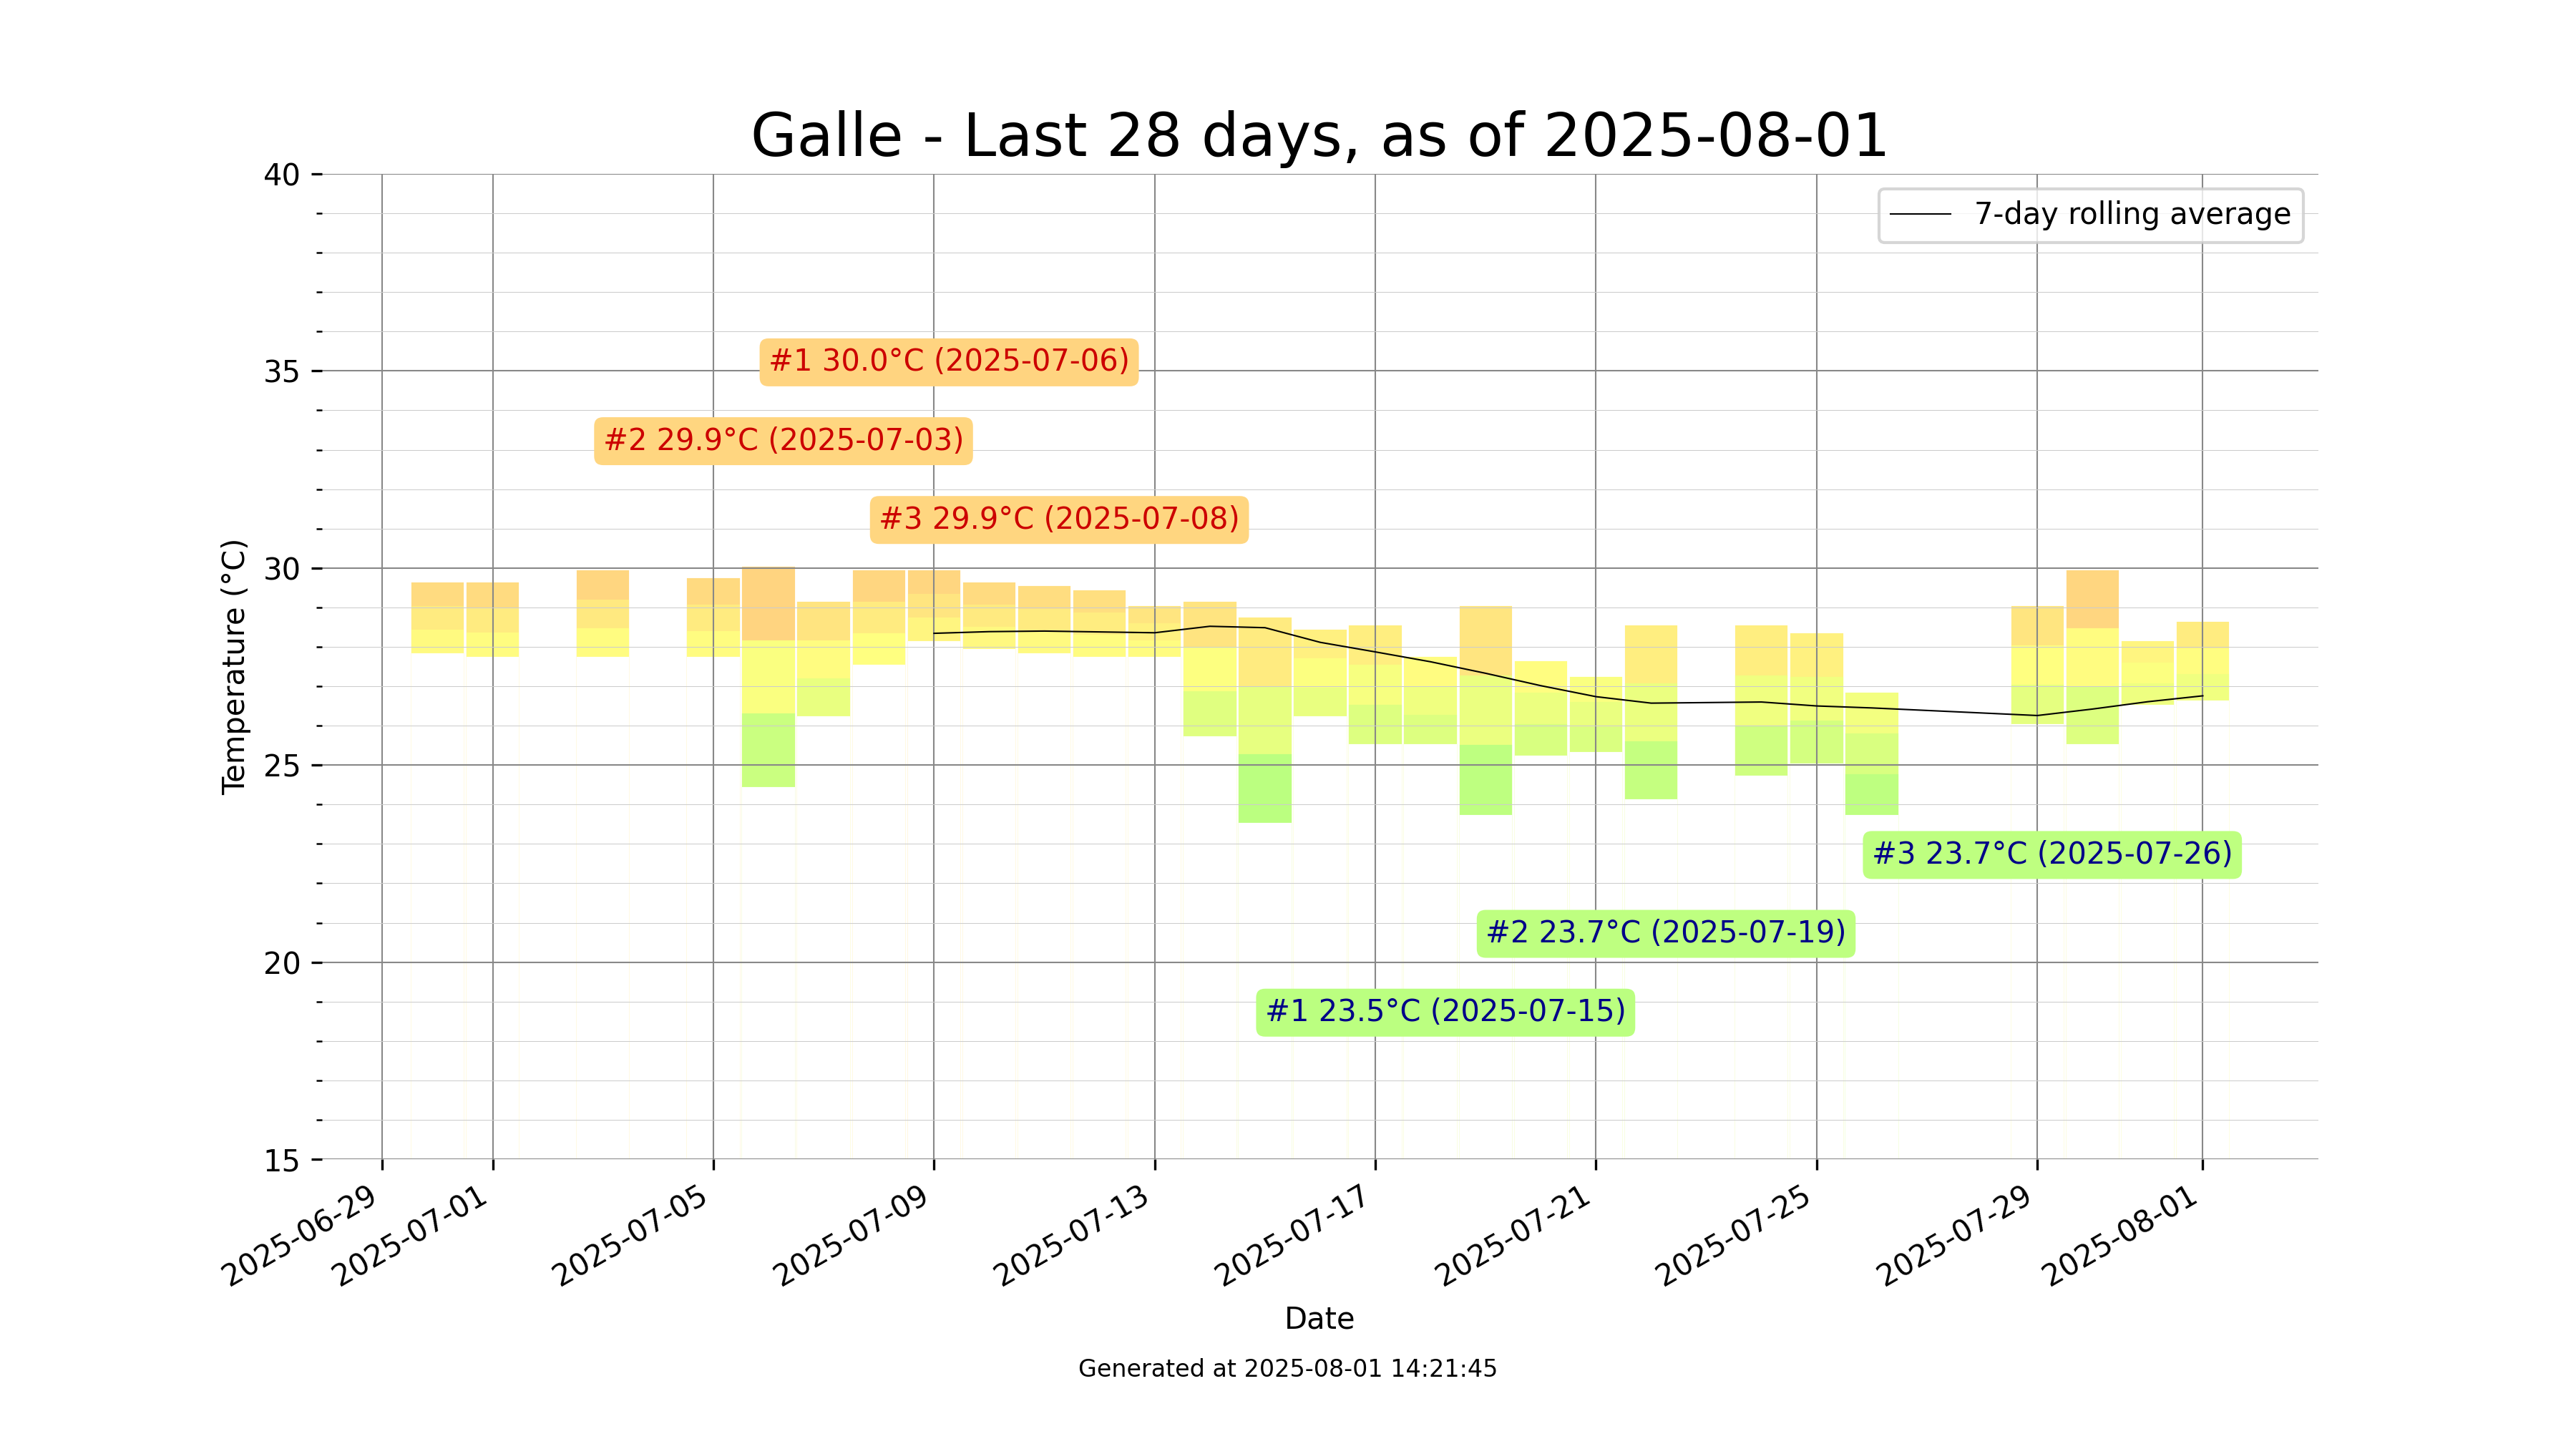 Galle - Last 28 days, as of 2025-08-01
7-day rolling average
40
35
30
25
20
15
Temperature (°C)
#1 30.0°C (2025-07-06)
#2 29.9°C (2025-07-03)
#3 29.9°C (2025-07-08)
#3 23.7°C (2025-07-26)
#2 23.7°C (2025-07-19)
#1 23.5°C (2025-07-15)
2025-06-29
2025-07-01
2025-07-05
2025-07-09
2025-07-13
2025-07-17
2025-07-21
2025-07-25
2025-07-29
2025-08-01
Date
Generated at 2025-08-01 14:21:45